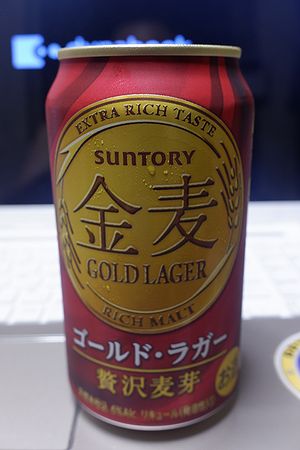 EXTRA RICH TASTE
SUNTORY
金麦
GOLD LAGER
RICH MALT
ゴールド・ラガー
贅沢麦芽
お